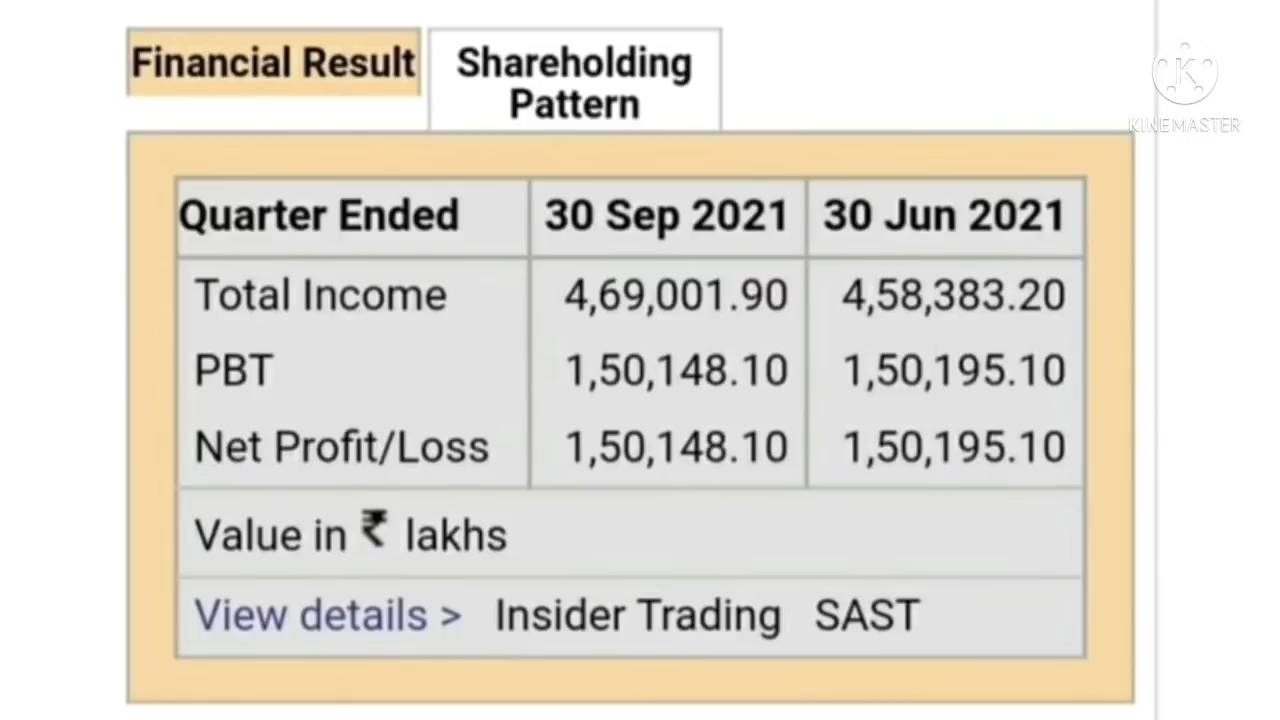 Financial Result
Shareholding
Pattern
K
KINEMASTER
Quarter Ended 30 Sep 2021 30 Jun 2021
Total Income 4,69,001.90 4,58,383.20
PBT 1,50,148.10 1,50,195.10
Net Profit/Loss 1,50,148.10 1,50,195.10
Value in ₹ lakhs
View details > Insider Trading SAST